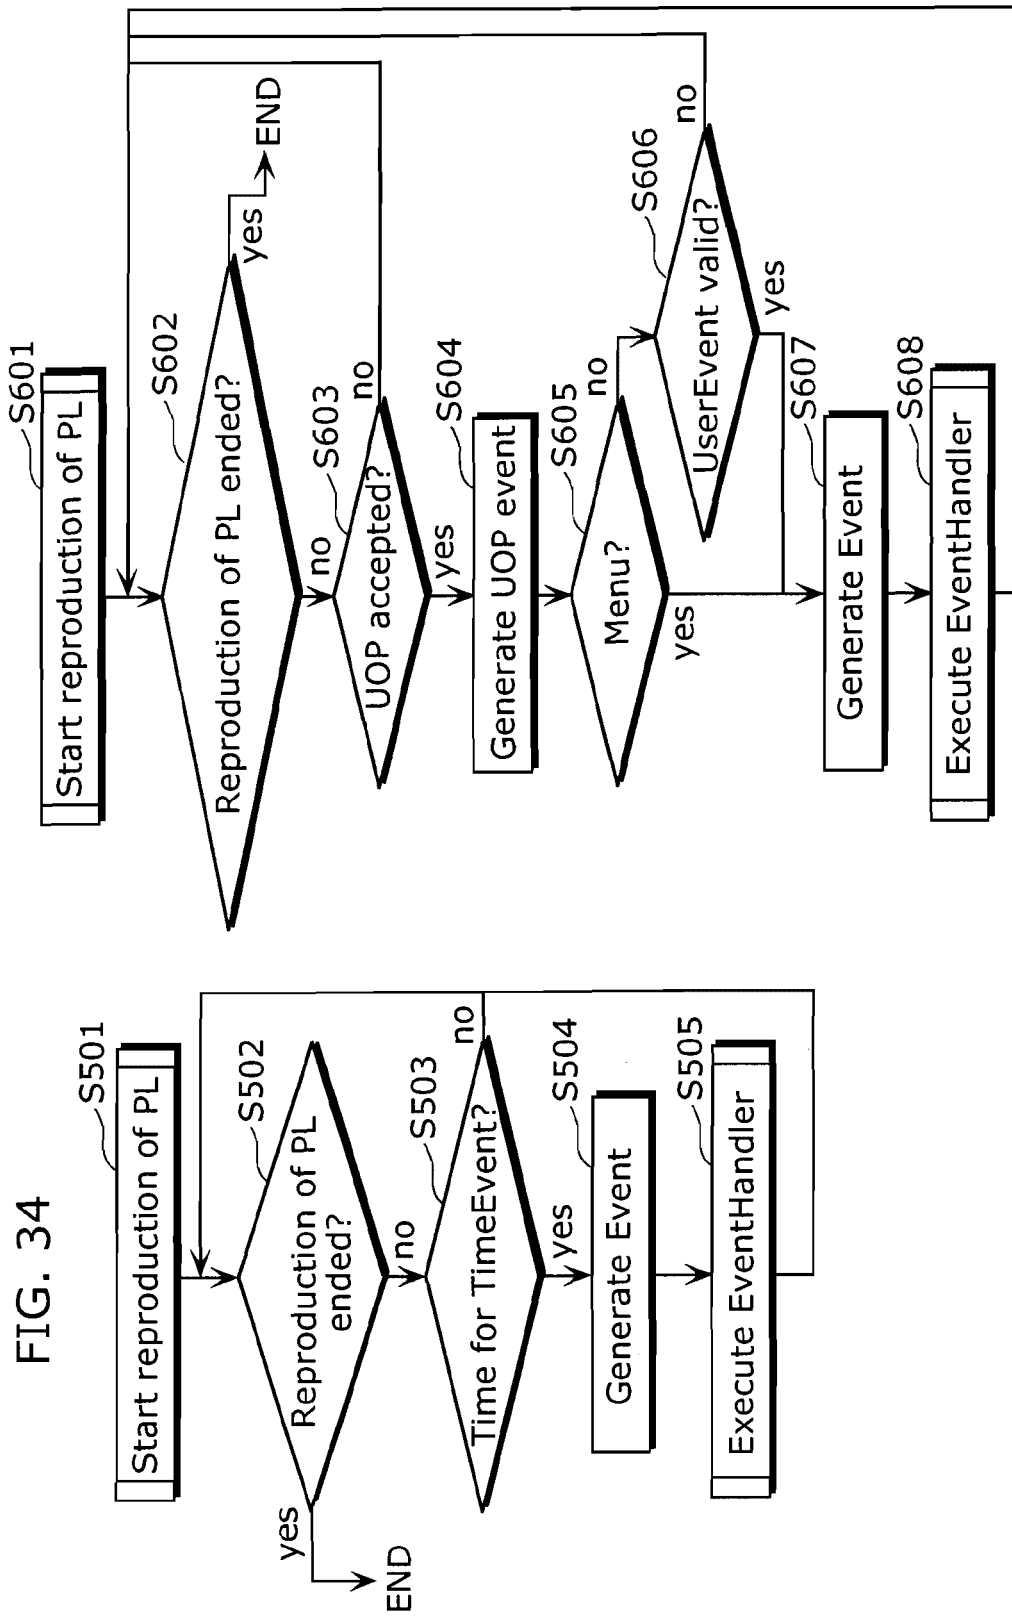 FIG. 34
S501
Start reproduction of PL
S502
Reproduction of PL
ended?
yes
END
no
S503
Time for TimeEvent?
no
yes
S504
Generate Event
S505
Execute EventHandler
S601
Start reproduction of PL
S602
Reproduction of PL ended?
yes
END
no
S603
UOP accepted?
no
yes
S604
Generate UOP event
S605
Menu?
no
yes
S606
UserEvent valid?
no
yes
S607
Generate Event
S608
Execute EventHandler